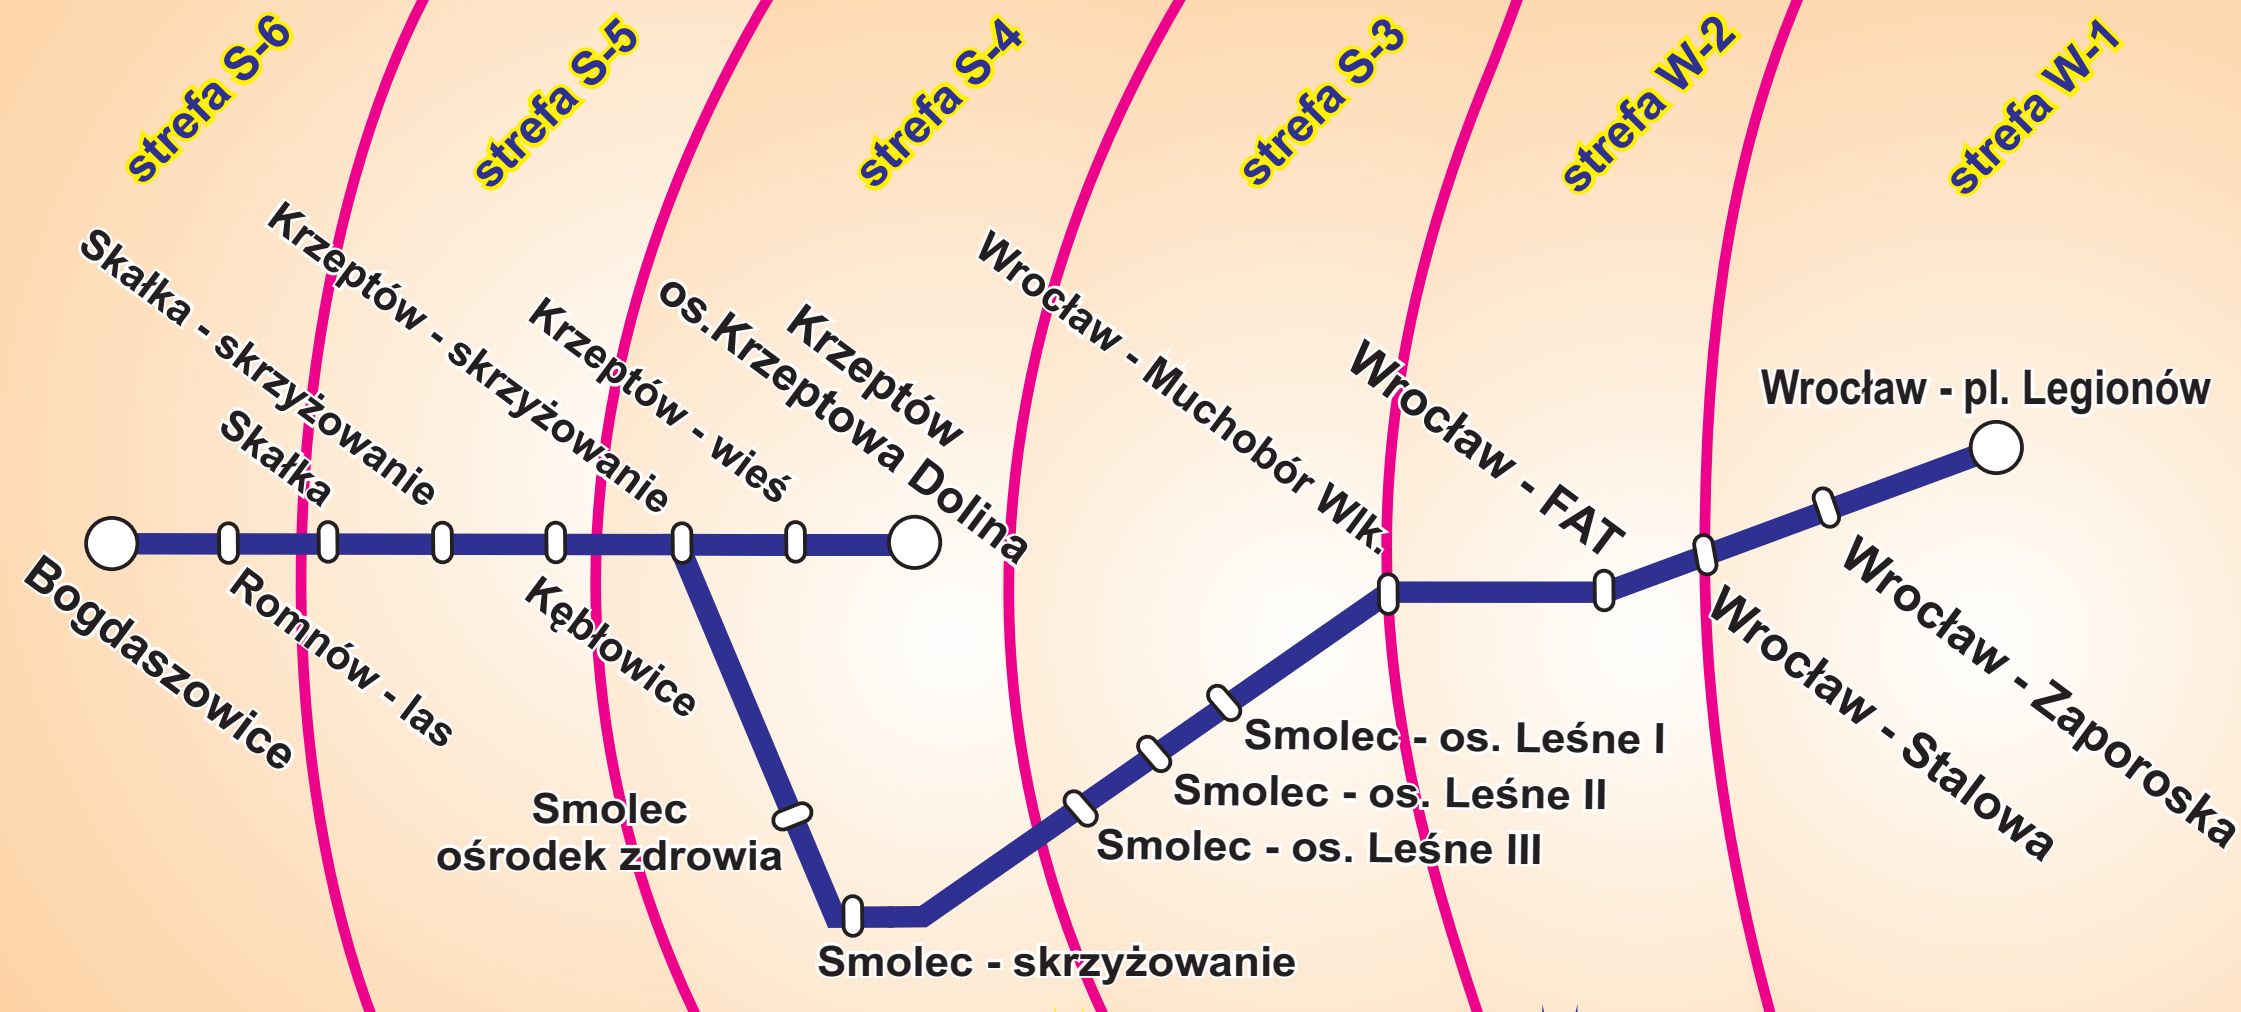 strefa S-6
strefa S-5
strefa S-4
strefa S-3
strefa W-2
strefa W-1
Skałka - skrzyżowanie
Krzeptów - skrzyżowanie
Skałka
Krzeptów - wieś
os.Krzeptowa Dolina
Krzeptów
Wrocław - Muchobór Wlk.
Wrocław - FAT
Wrocław - pl. Legionów
Bogdaszowice
Romnów - las
Kębłowice
Wrocław - Zaporoska
Wrocław - Stalowa
Smolec - os. Leśne I
Smolec - os. Leśne II
Smolec - os. Leśne III
Smolec
ośrodek zdrowia
Smolec - skrzyżowanie